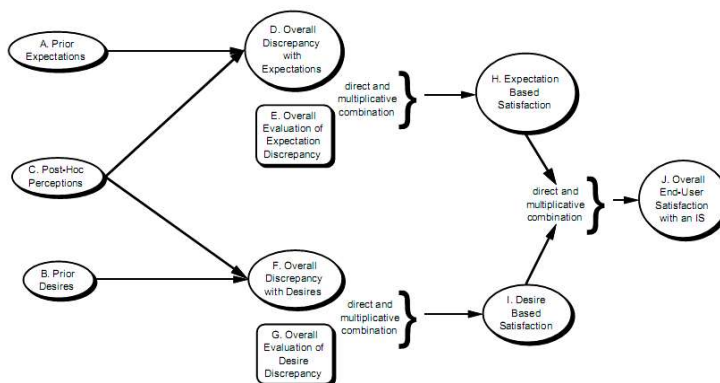 A. Prior
Expectations
D. Overall
Discrepancy
with
Expectations
direct and
multiplicative
combination
E. Overall
Evaluation of
Expectation
Discrepancy
H. Expectation
Based
Satisfaction
C. Post-Hoc
Perceptions
direct and
multiplicative
combination
J. Overall
End-User
Satisfaction
with an IS
B. Prior
Desires
F. Overall
Discrepancy
with Desires
direct and
multiplicative
combination
G. Overall
Evaluation of
Desire
Discrepancy
I. Desire
Based
Satisfaction